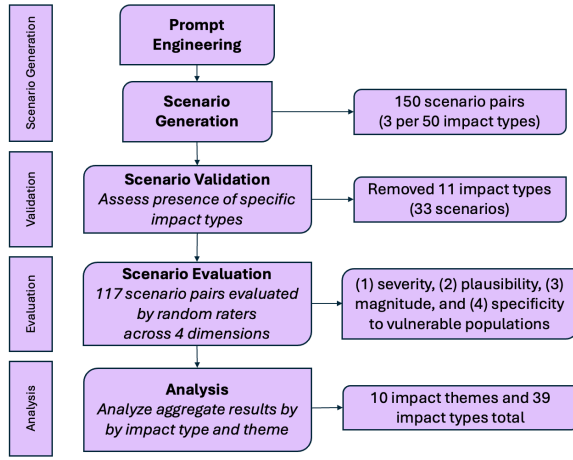 Scenario Generation
Prompt
Engineering
Scenario
Generation
150 scenario pairs
(3 per 50 impact types)
Validation
Scenario Validation
Assess presence of specific
impact types
Removed 11 impact types
(33 scenarios)
Evaluation
Scenario Evaluation
117 scenario pairs evaluated
by random raters
across 4 dimensions
(1) severity, (2) plausibility, (3)
magnitude, and (4) specificity
to vulnerable populations
Analysis
Analysis
Analyze aggregate results by
by impact type and theme
10 impact themes and 39
impact types total